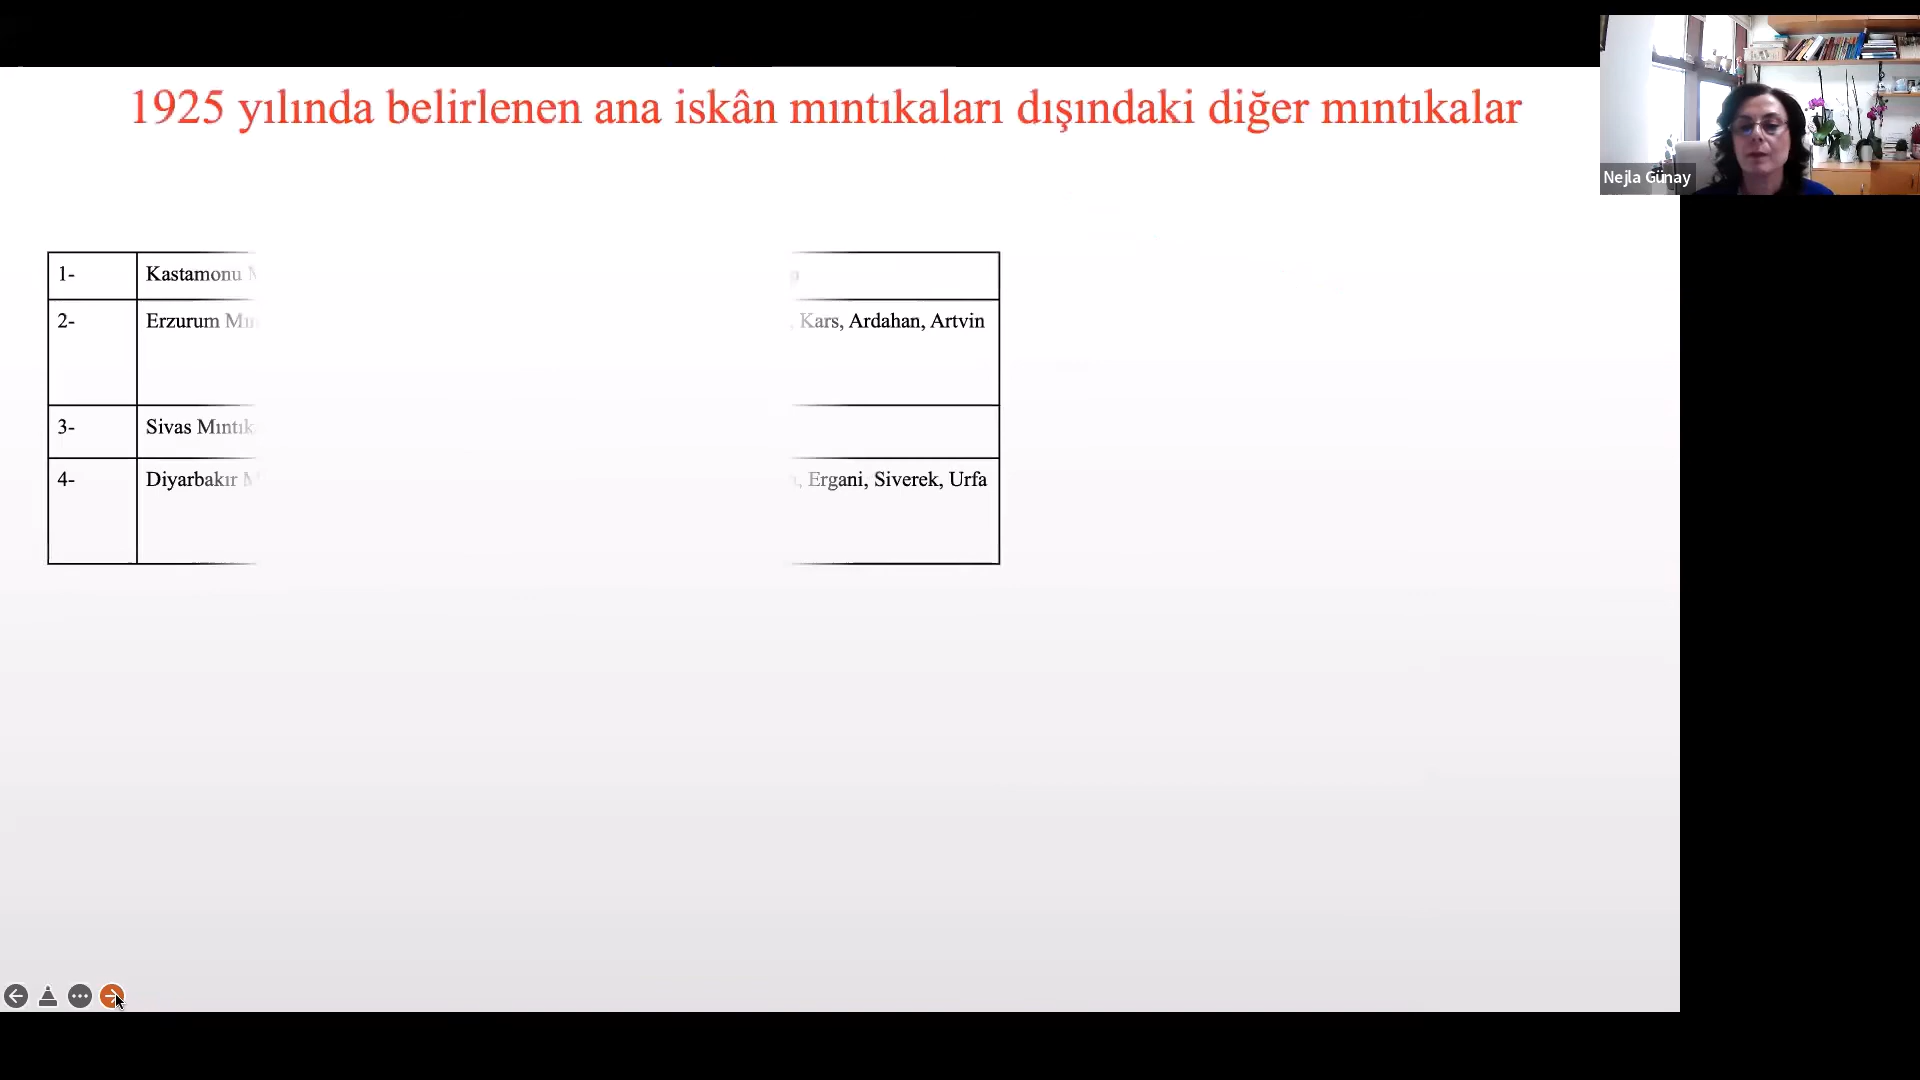 1925 yılında belirlenen ana iskân mıntıkaları dışındaki diğer mıntıkalar
Nejla Günay
1- Kastamonu
2- Erzurum Kars, Ardahan, Artvin
3- Sivas
4- Diyarbakır Ergani, Siverek, Urfa